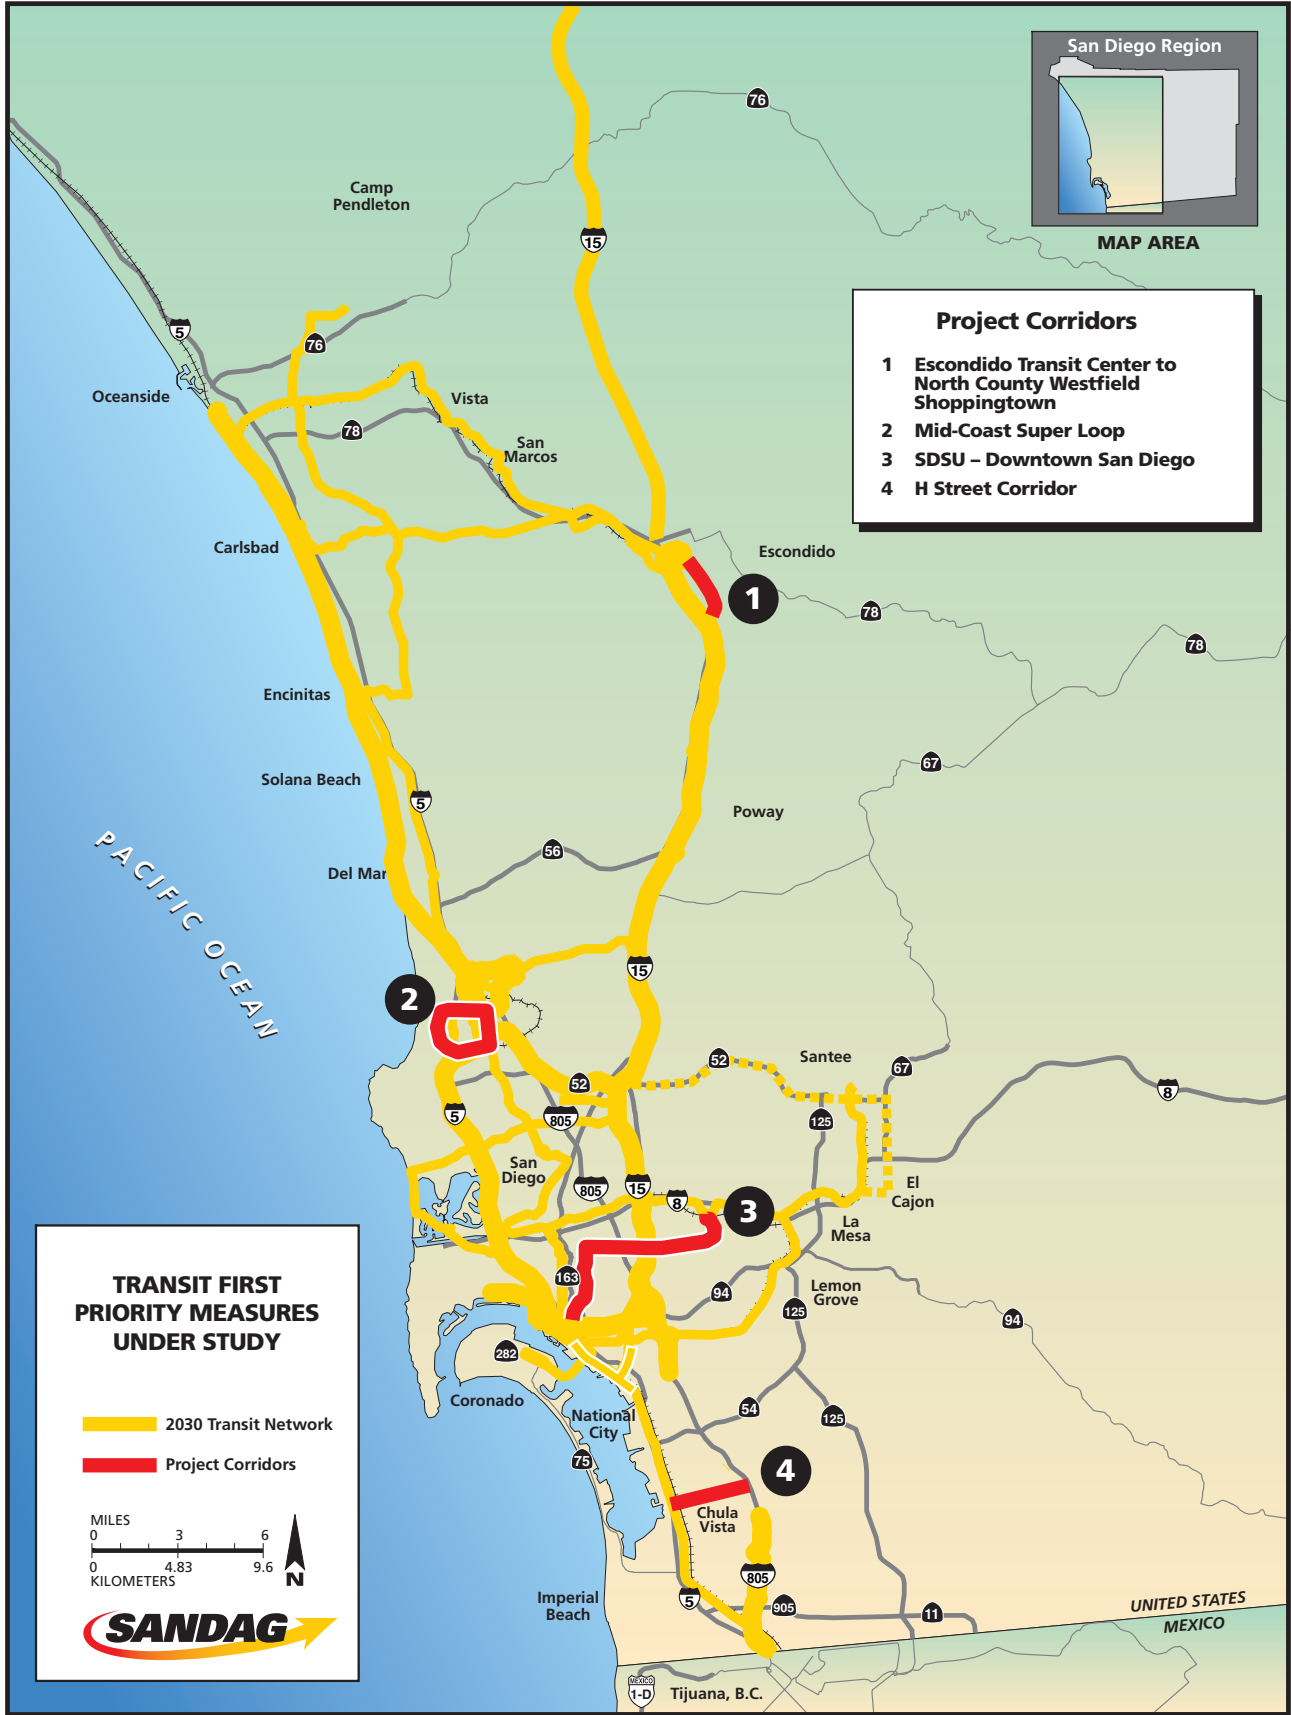 San Diego Region
MAP AREA
76
Camp
Pendleton
15
5
76
Oceanside
Vista
78
San
Marcos
Project Corridors
1 Escondido Transit Center to
North County Westfield
Shoppingtown
2 Mid-Coast Super Loop
3 SDSU – Downtown San Diego
4 H Street Corridor
Carlsbad
Escondido
1
78
78
Encinitas
67
Solana Beach
5
Poway
56
Del Mar
PACIFIC OCEAN
15
2
52
Santee
67
52
8
5
805
125
San
Diego
805
15
8
El
Cajon
3
La
Mesa
163
94
Lemon
Grove
125
94
282
Coronado
National
City
54
125
75
4
Chula
Vista
805
Imperial
Beach
5
905
11
UNITED STATES
MEXICO
MEXICO
1-D
Tijuana, B.C.
TRANSIT FIRST
PRIORITY MEASURES
UNDER STUDY
2030 Transit Network
Project Corridors
MILES
0 3 6
0 4.83 9.6
KILOMETERS
N
SANDAG